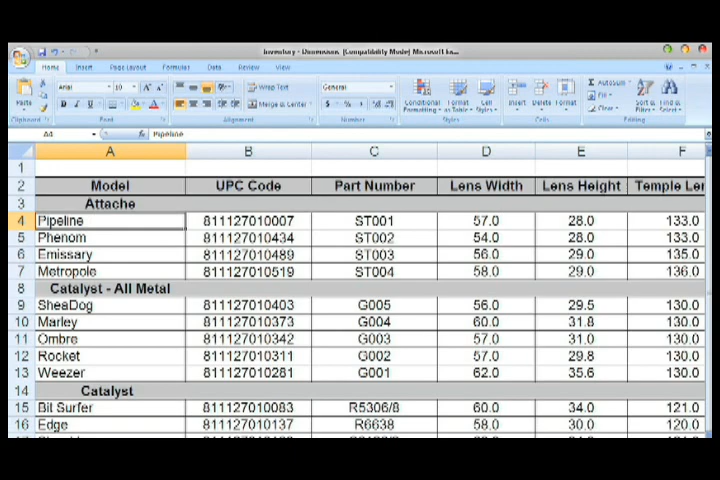 Inventory - Dimensions [Compatibility Mode] Microsoft Ex...
Home Insert Page Layout Formulas Data Review View
Paste Arial 10 Wrap Text General Conditional Formatting Format as Table Cell Styles Insert Delete Format AutoSum Sort & Filter Find & Select
B I U Merge & Center $ % , Fill Clear
Clipboard Font Alignment Number Styles Cells Editing
A4 fx Pipeline
A B C D E F
1
2 Model UPC Code Part Number Lens Width Lens Height Temple Len
3 Attache
4 Pipeline 811127010007 ST001 57.0 28.0 133.0
5 Phenom 811127010434 ST002 54.0 28.0 133.0
6 Emissary 811127010489 ST003 56.0 29.0 135.0
7 Metropole 811127010519 ST004 58.0 29.0 136.0
8 Catalyst - All Metal
9 SheaDog 811127010403 G005 56.0 29.5 130.0
10 Marley 811127010373 G004 60.0 31.8 130.0
11 Ombre 811127010342 G003 57.0 31.0 130.0
12 Rocket 811127010311 G002 57.0 29.8 130.0
13 Weezer 811127010281 G001 62.0 35.6 130.0
14 Catalyst
15 Bit Surfer 811127010083 R5306/8 60.0 34.0 121.0
16 Edge 811127010137 R6638 58.0 30.0 120.0